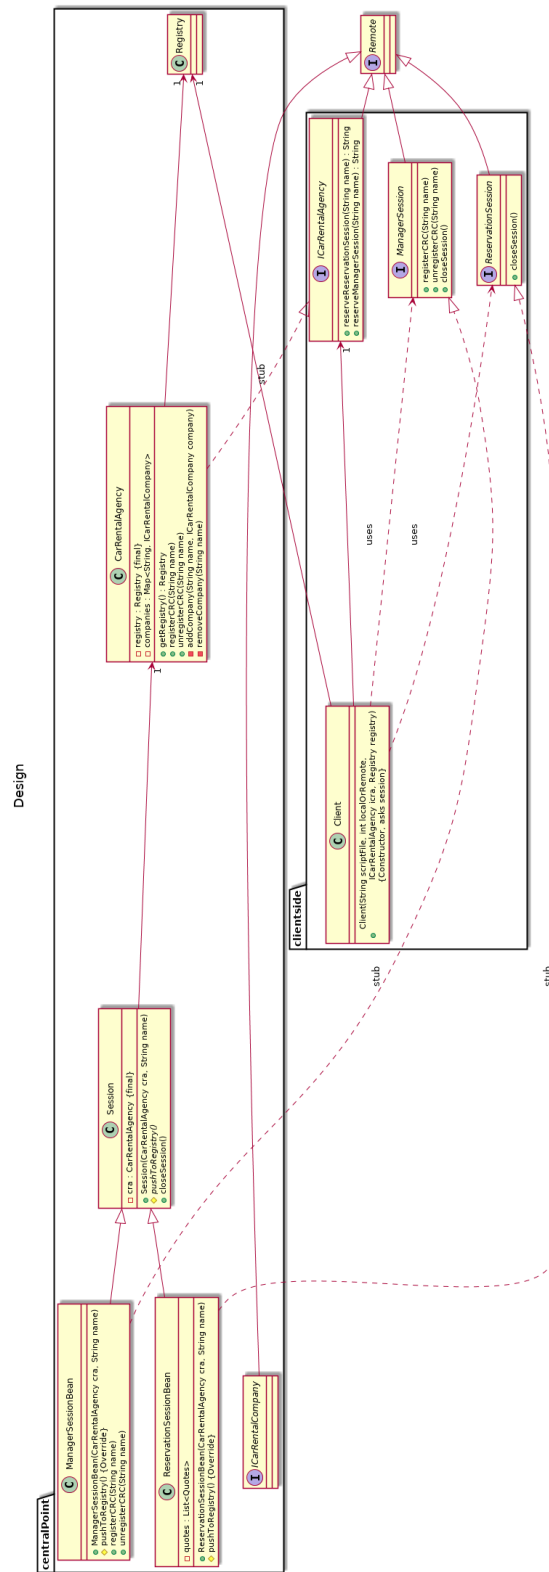 Design
centralPoint
C ManagerSessionBean
ManagerSessionBean(CarRentalAgency cra, String name)
pushToRegistry() {Override}
registerCRC(String name)
unregisterCRC(String name)
C ReservationSessionBean
quotes : List<Quotes>
ReservationSessionBean(CarRentalAgency cra, String name)
pushToRegistry() {Override}
I ICarRentalCompany
C Session
cra : CarRentalAgency {final}
Session(CarRentalAgency cra, String name)
pushToRegistry()
closeSession()
1
C CarRentalAgency
registry : Registry {final}
companies : Map<String, ICarRentalCompany>
getRegistry() : Registry
registerCRC(String name)
unregisterCRC(String name)
addCompany(String name, ICarRentalCompany company)
removeCompany(String name)
1
1
C Registry
stub
clientside
C Client
Client(String scriptFile, int localOrRemote,
ICarRentalAgency icra, Registry registry)
{Constructor, asks session}
1
uses
uses
stub
stub
I ICarRentalAgency
reserveReservationSession(String name) : String
reserveManagerSession(String name) : String
I ManagerSession
registerCRC(String name)
unregisterCRC(String name)
closeSession()
I ReservationSession
closeSession()
I Remote